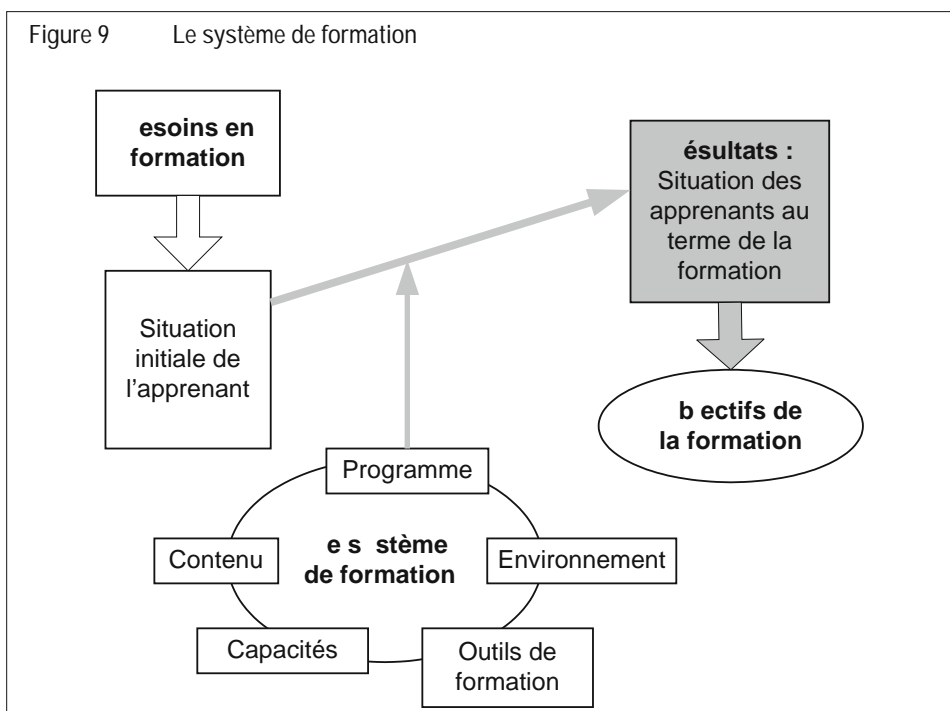 Figure 9 Le système de formation
esoins en
formation
Situation
initiale de
l'apprenant
ésultats :
Situation des
apprenants au
terme de la
formation
b ectifs de
la formation
Programme
Contenu
e s stème
de formation
Environnement
Capacités
Outils de
formation